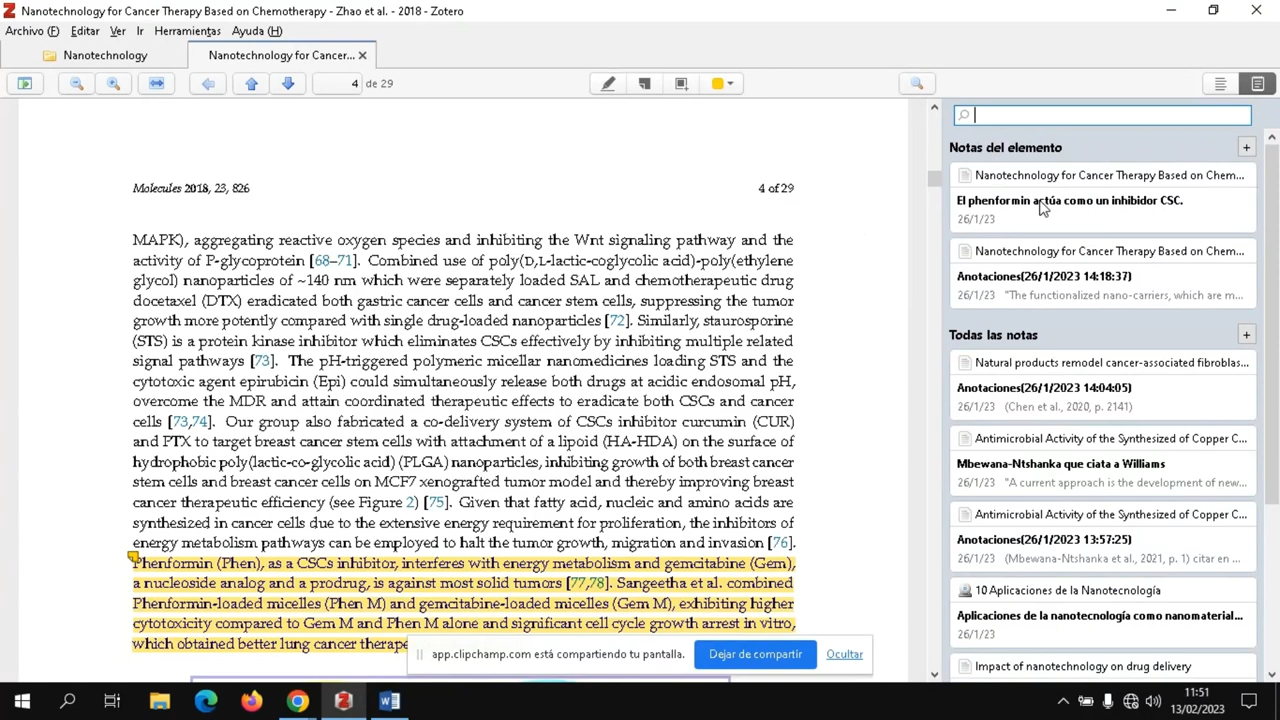 Nanotechnology for Cancer Therapy Based on Chemotherapy - Zhao et al. - 2018 - Zotero
Archivo (F) Editar Ver Ir Herramientas Ayuda (H)
Nanotechnology
Nanotechnology for Cancer...
4 de 29
Molecules 2018, 23, 826
4 of 29
MAPK), aggregating reactive oxygen species and inhibiting the Wnt signaling pathway and the
activity of P-glycoprotein [68–71]. Combined use of poly(D,L-lactic-coglycolic acid)-poly(ethylene
glycol) nanoparticles of ~140 nm which were separately loaded SAL and chemotherapeutic drug
docetaxel (DTX) eradicated both gastric cancer cells and cancer stem cells, suppressing the tumor
growth more potently compared with single drug-loaded nanoparticles [72]. Similarly, staurosporine
(STS) is a protein kinase inhibitor which eliminates CSCs effectively by inhibiting multiple related
signal pathways [73]. The pH-triggered polymeric micellar nanomedicines loading STS and the
cytotoxic agent epirubicin (Epi) could simultaneously release both drugs at acidic endosomal pH,
overcome the MDR and attain coordinated therapeutic effects to eradicate both CSCs and cancer
cells [73,74]. Our group also fabricated a co-delivery system of CSCs inhibitor curcumin (CUR)
and PTX to target breast cancer stem cells with attachment of a lipoid (HA-HDA) on the surface of
hydrophobic poly(lactic-co-glycolic acid) (PLGA) nanoparticles, inhibiting growth of both breast cancer
stem cells and breast cancer cells on MCF7 xenografted tumor model and thereby improving breast
cancer therapeutic efficiency (see Figure 2) [75]. Given that fatty acid, nucleic and amino acids are
synthesized in cancer cells due to the extensive energy requirement for proliferation, the inhibitors of
energy metabolism pathways can be employed to halt the tumor growth, migration and invasion [76].
Phenformin (Phen), as a CSCs inhibitor, interferes with energy metabolism and gemcitabine (Gem),
a nucleoside analog and a prodrug, is against most solid tumors [77,78]. Sangeetha et al. combined
Phenformin-loaded micelles (Phen M) and gemcitabine-loaded micelles (Gem M), exhibiting higher
cytotoxicity compared to Gem M and Phen M alone and significant cell cycle growth arrest in vitro,
which obtained better lung cancer therape
app.clipchamp.com está compartiendo tu pantalla.
Dejar de compartir
Ocultar
Notas del elemento
Nanotechnology for Cancer Therapy Based on Chem...
El phenformin actúa como un inhibidor CSC.
26/1/23
Nanotechnology for Cancer Therapy Based on Chem...
Anotaciones(26/1/2023 14:18:37)
26/1/23 "The functionalized nano-carriers, which are m...
Todas las notas
Natural products remodel cancer-associated fibroblas...
Anotaciones(26/1/2023 14:04:05)
26/1/23 (Chen et al., 2020, p. 2141)
Antimicrobial Activity of the Synthesized of Copper C...
Mbewana-Ntshanka que ciata a Williams
26/1/23 "A current approach is the development of new...
Antimicrobial Activity of the Synthesized of Copper C...
Anotaciones(26/1/2023 13:57:25)
26/1/23 (Mbewana-Ntshanka et al., 2021, p. 1) citar en ...
10 Aplicaciones de la Nanotecnología
Aplicaciones de la nanotecnología como nanomaterial...
26/1/23
Impact of nanotechnology on drug delivery
11:51
13/02/2023